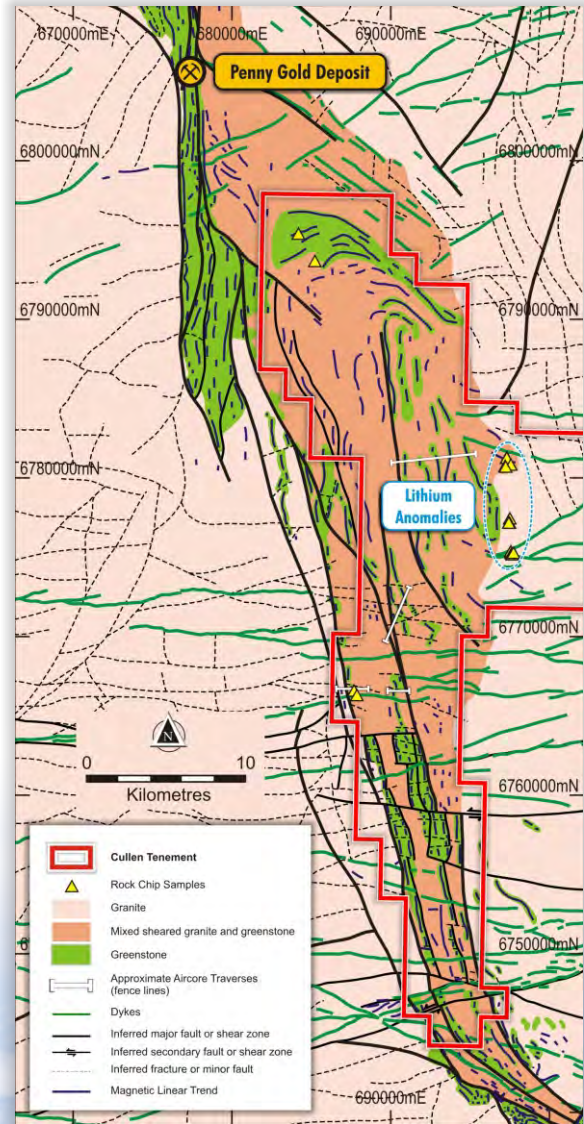 670000mE
680000mE
690000mE
Penny Gold Deposit
6800000mN
6800000mN
6790000mN
6790000mN
6780000mN
Lithium
Anomalies
6770000mN
N
0
10
Kilometres
6760000mN
6750000mN
690000mE
Cullen Tenement
Rock Chip Samples
Granite
Mixed sheared granite and greenstone
Greenstone
Approximate Aircore Traverses
(fence lines)
Dykes
Inferred major fault or shear zone
Inferred secondary fault or shear zone
Inferred fracture or minor fault
Magnetic Linear Trend